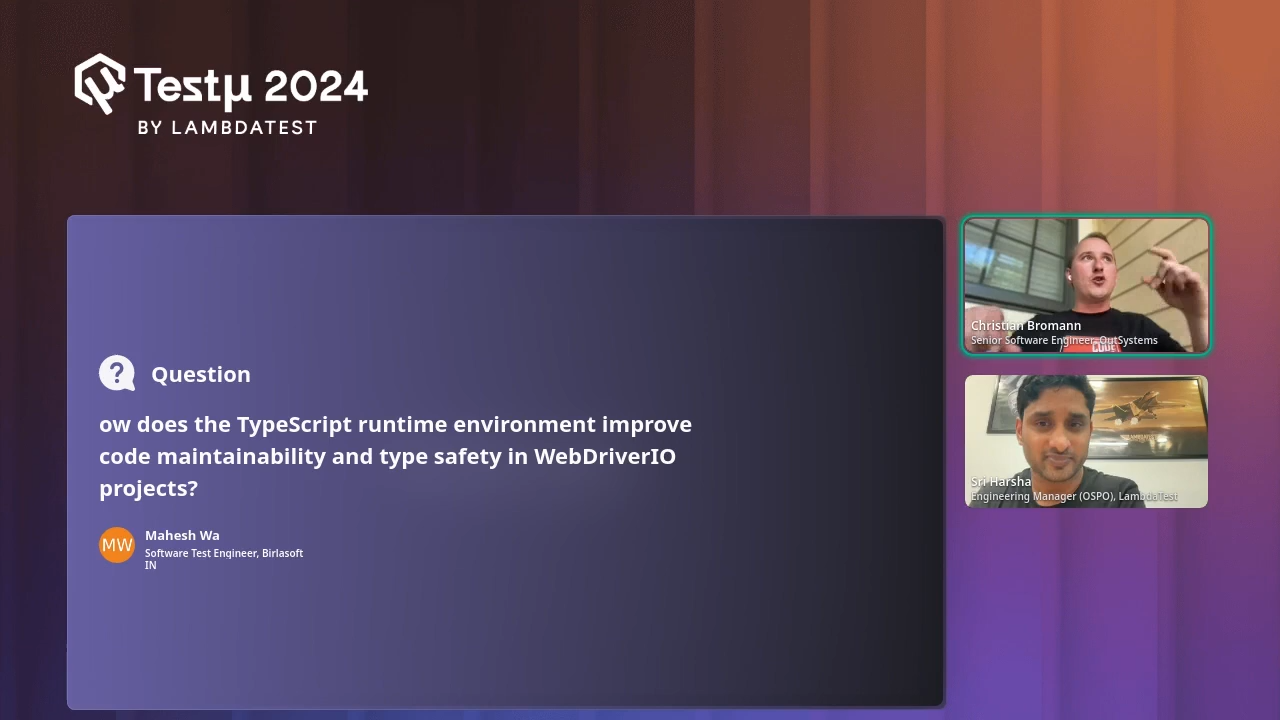 Testμ 2024
BY LAMBDATEST
Question
ow does the TypeScript runtime environment improve
code maintainability and type safety in WebDriverIO
projects?
MW
Mahesh Wa
Software Test Engineer, Birlasoft
IN
Christian Bromann
Senior Software Engineer, OutSystems
CODE
Sri Harsha
Engineering Manager (OSPO), LambdaTest